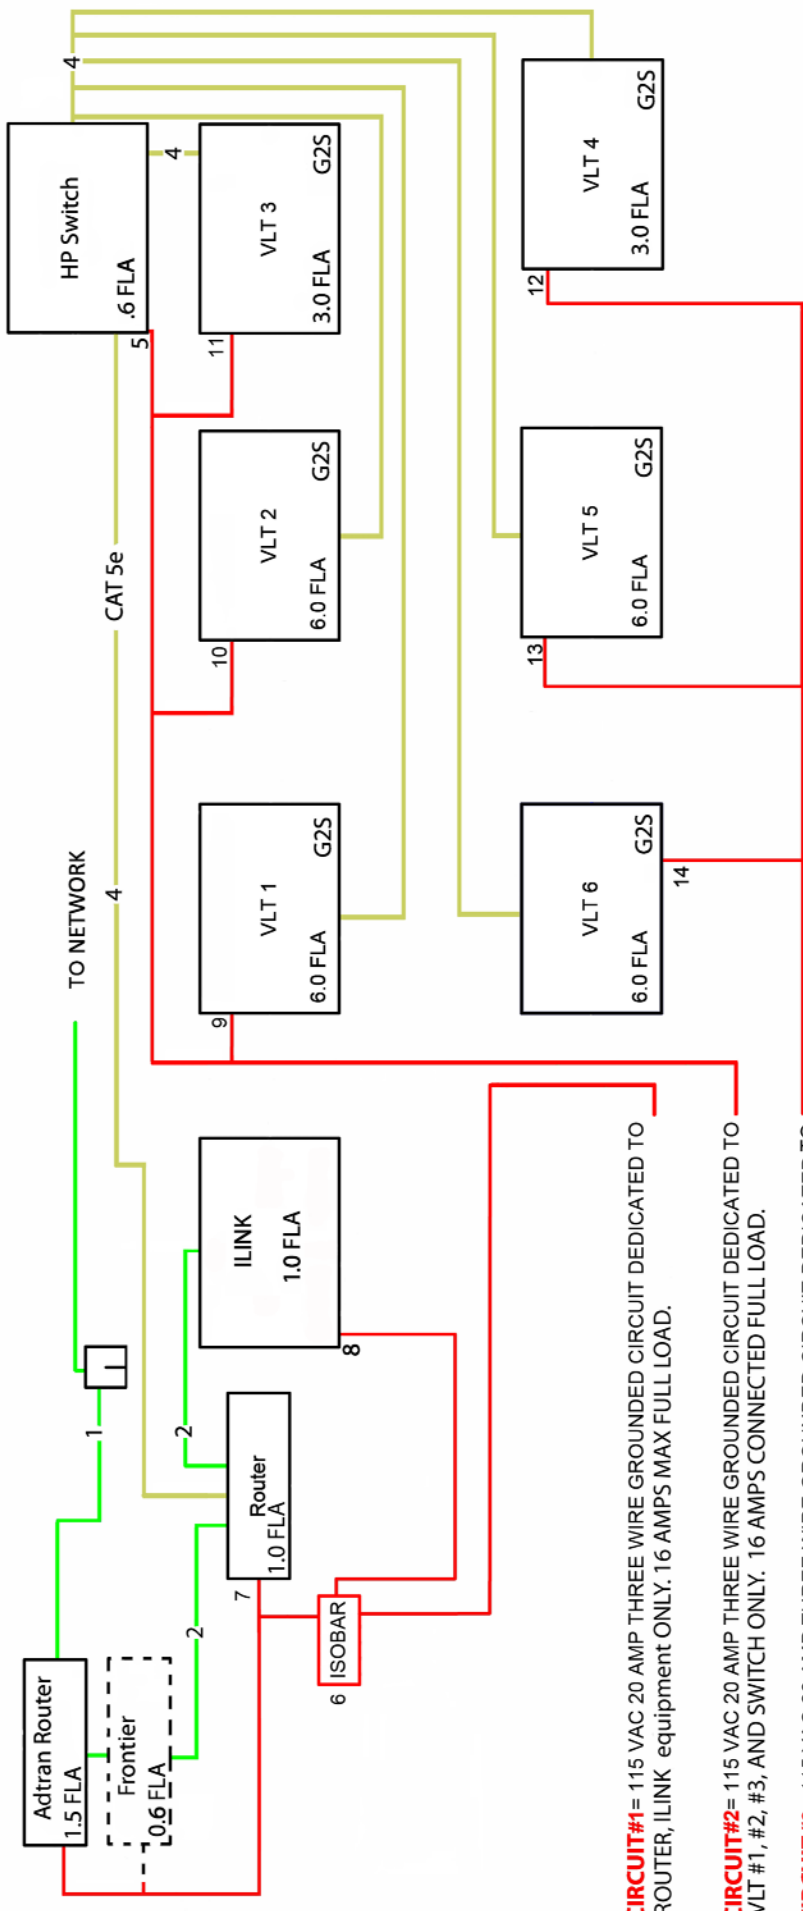 TO NETWORK
4
CAT 5e
4
4
HP Switch
.6 FLA
5
4
Adtran Router
1.5 FLA
1
Frontier
0.6 FLA
2
2
Router
1.0 FLA
7
ILINK
1.0 FLA
8
6
ISOBAR
VLT 1
6.0 FLA
G2S
9
VLT 2
6.0 FLA
G2S
10
VLT 3
3.0 FLA
G2S
11
VLT 6
6.0 FLA
G2S
14
VLT 5
6.0 FLA
G2S
13
VLT 4
3.0 FLA
G2S
12
CIRCUIT#1= 115 VAC 20 AMP THREE WIRE GROUNDED CIRCUIT DEDICATED TO
ROUTER, ILINK equipment ONLY. 16 AMPS MAX FULL LOAD.
CIRCUIT#2= 115 VAC 20 AMP THREE WIRE GROUNDED CIRCUIT DEDICATED TO
VLT #1, #2, #3, AND SWITCH ONLY. 16 AMPS CONNECTED FULL LOAD.